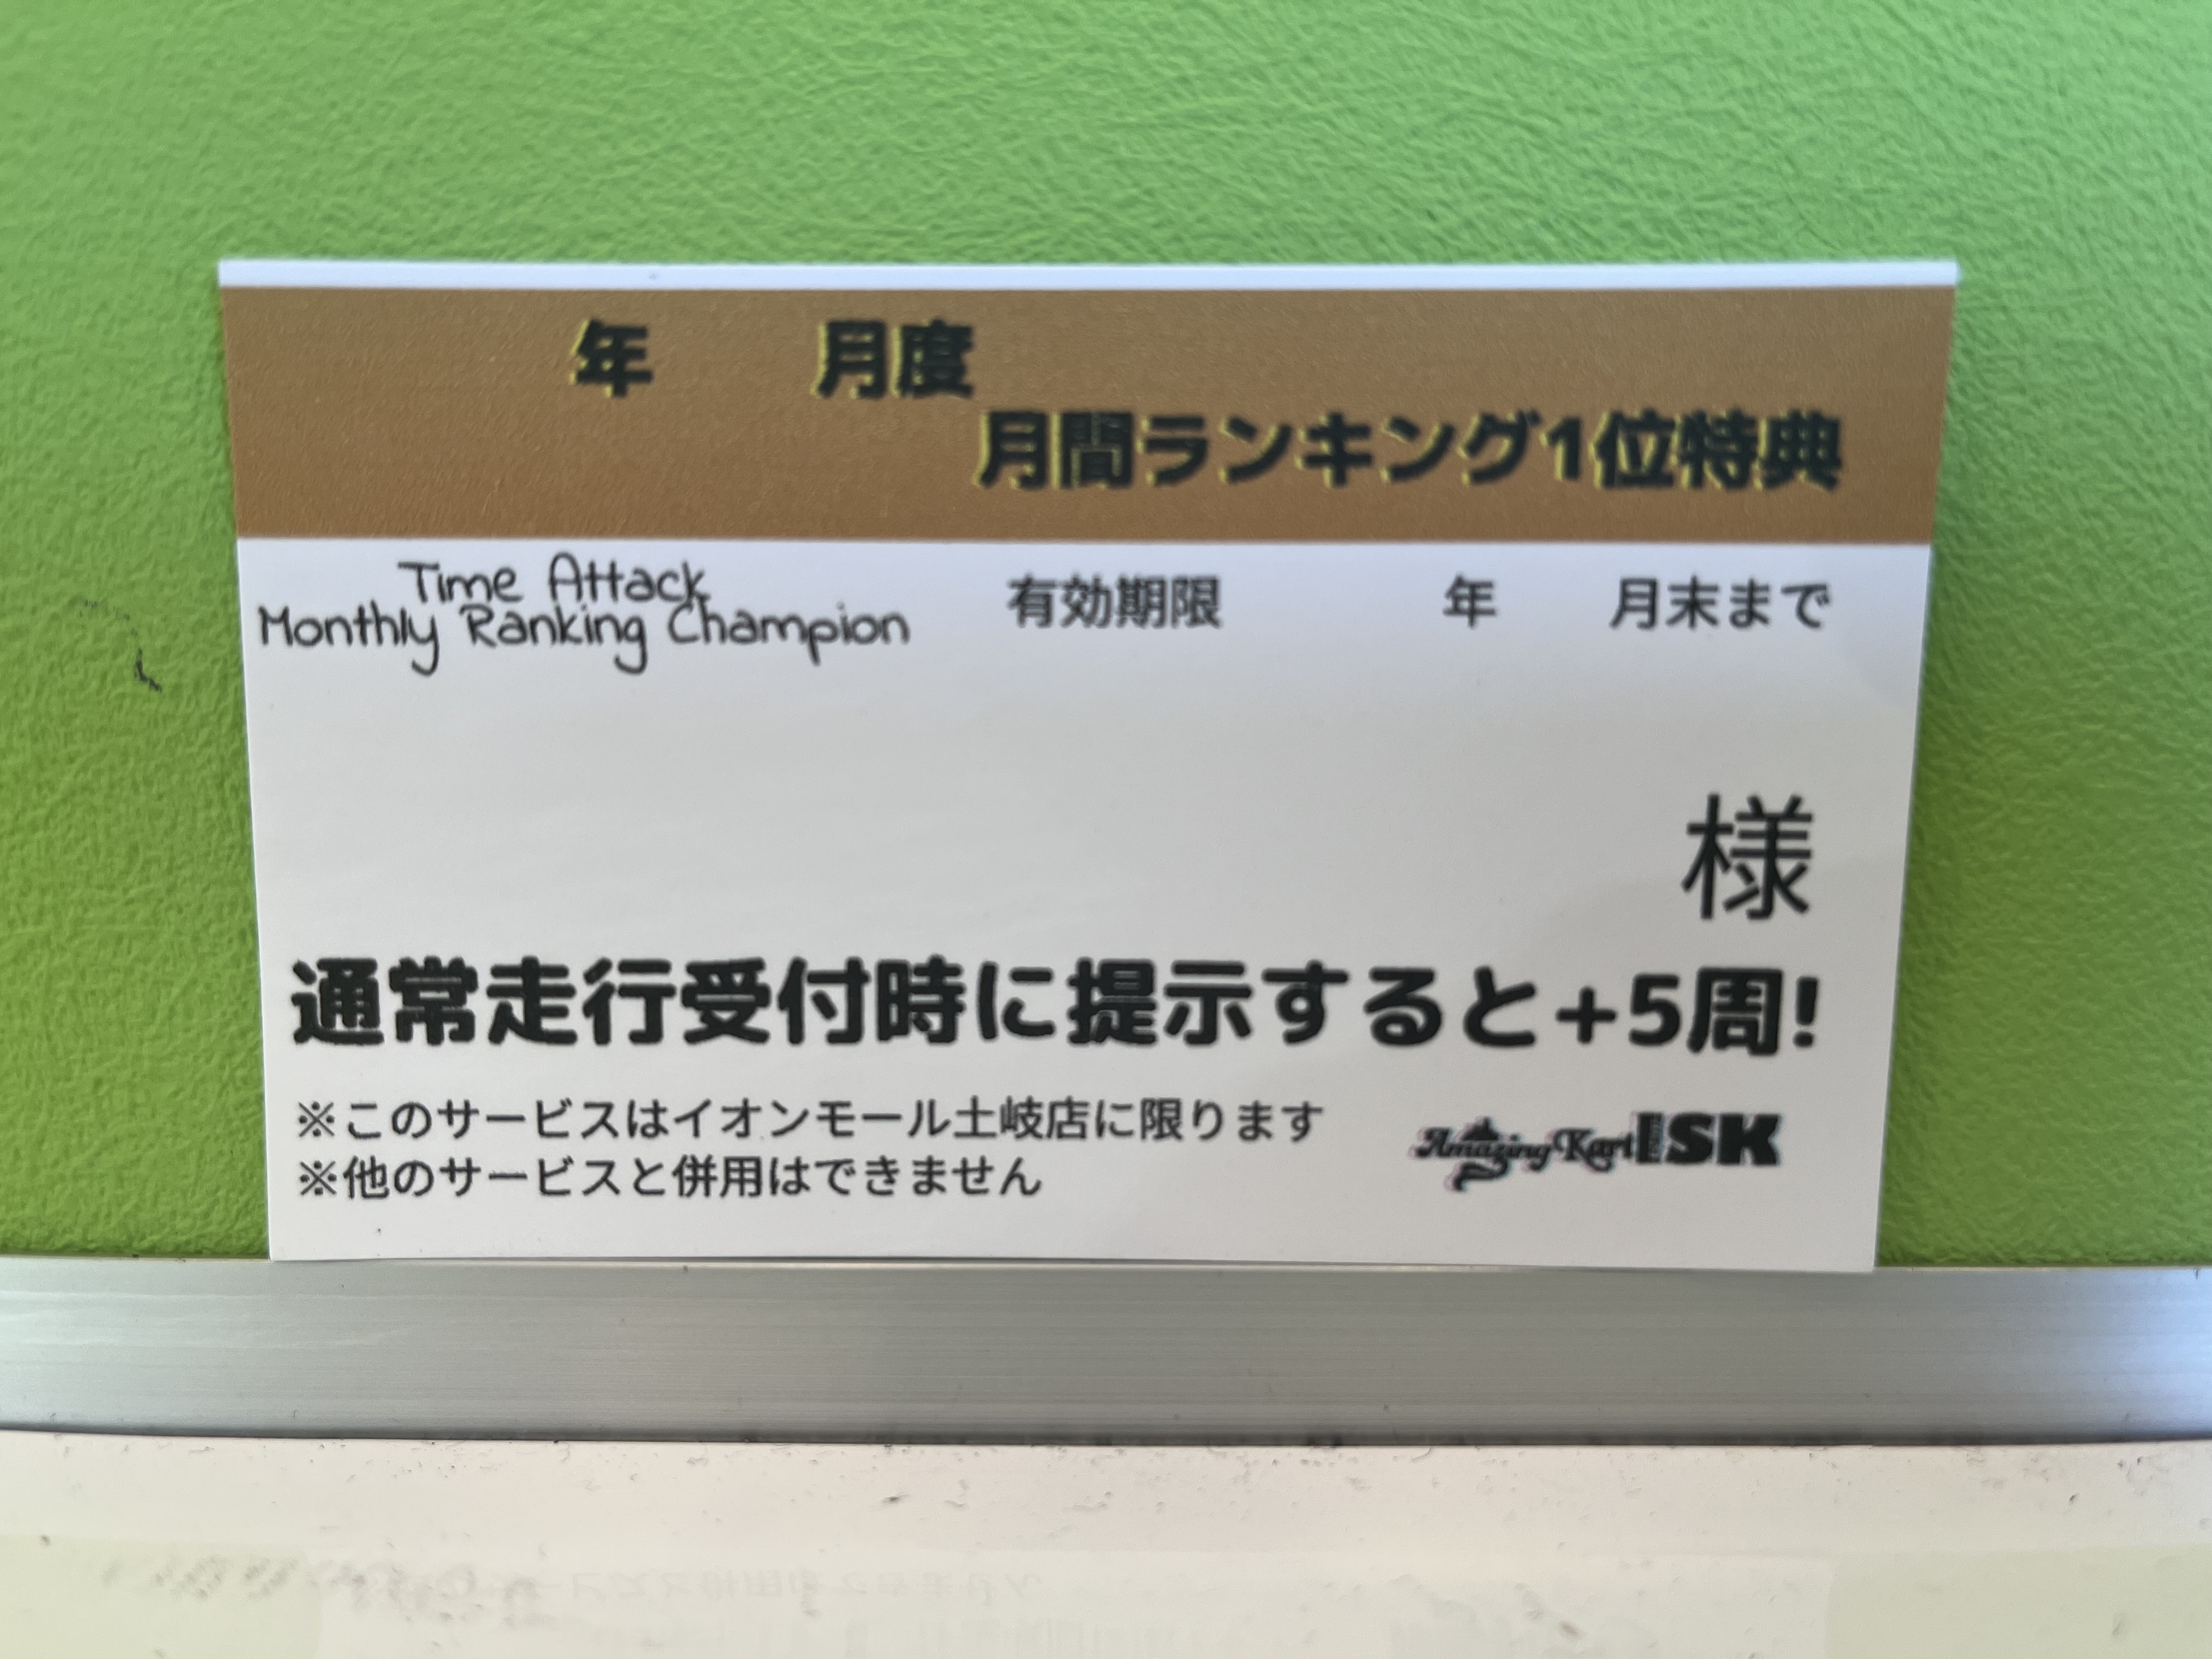 年 月度
月間ランキング1位特典
Time Attack
Monthly Ranking Champion
有効期限 年 月末まで
様
通常走行受付時に提示すると+5周!
※このサービスはイオンモール土岐店に限ります
※他のサービスと併用はできません
Amazing Kart ISK